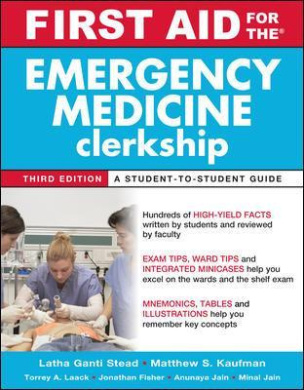 FIRST AID FOR THE®
EMERGENCY
MEDICINE
clerkship
THIRD EDITION ▪ A STUDENT-TO-STUDENT GUIDE
Hundreds of HIGH-YIELD FACTS
written by students and reviewed
by faculty
EXAM TIPS, WARD TIPS and
INTEGRATED MINICASES help you
excel on the wards and the shelf exam
MNEMONICS, TABLES and
ILLUSTRATIONS help you
remember key concepts
Latha Ganti Stead • Matthew S. Kaufman
Torrey A. Laack • Jonathan Fisher • Anunaya Jain • Minal Jain